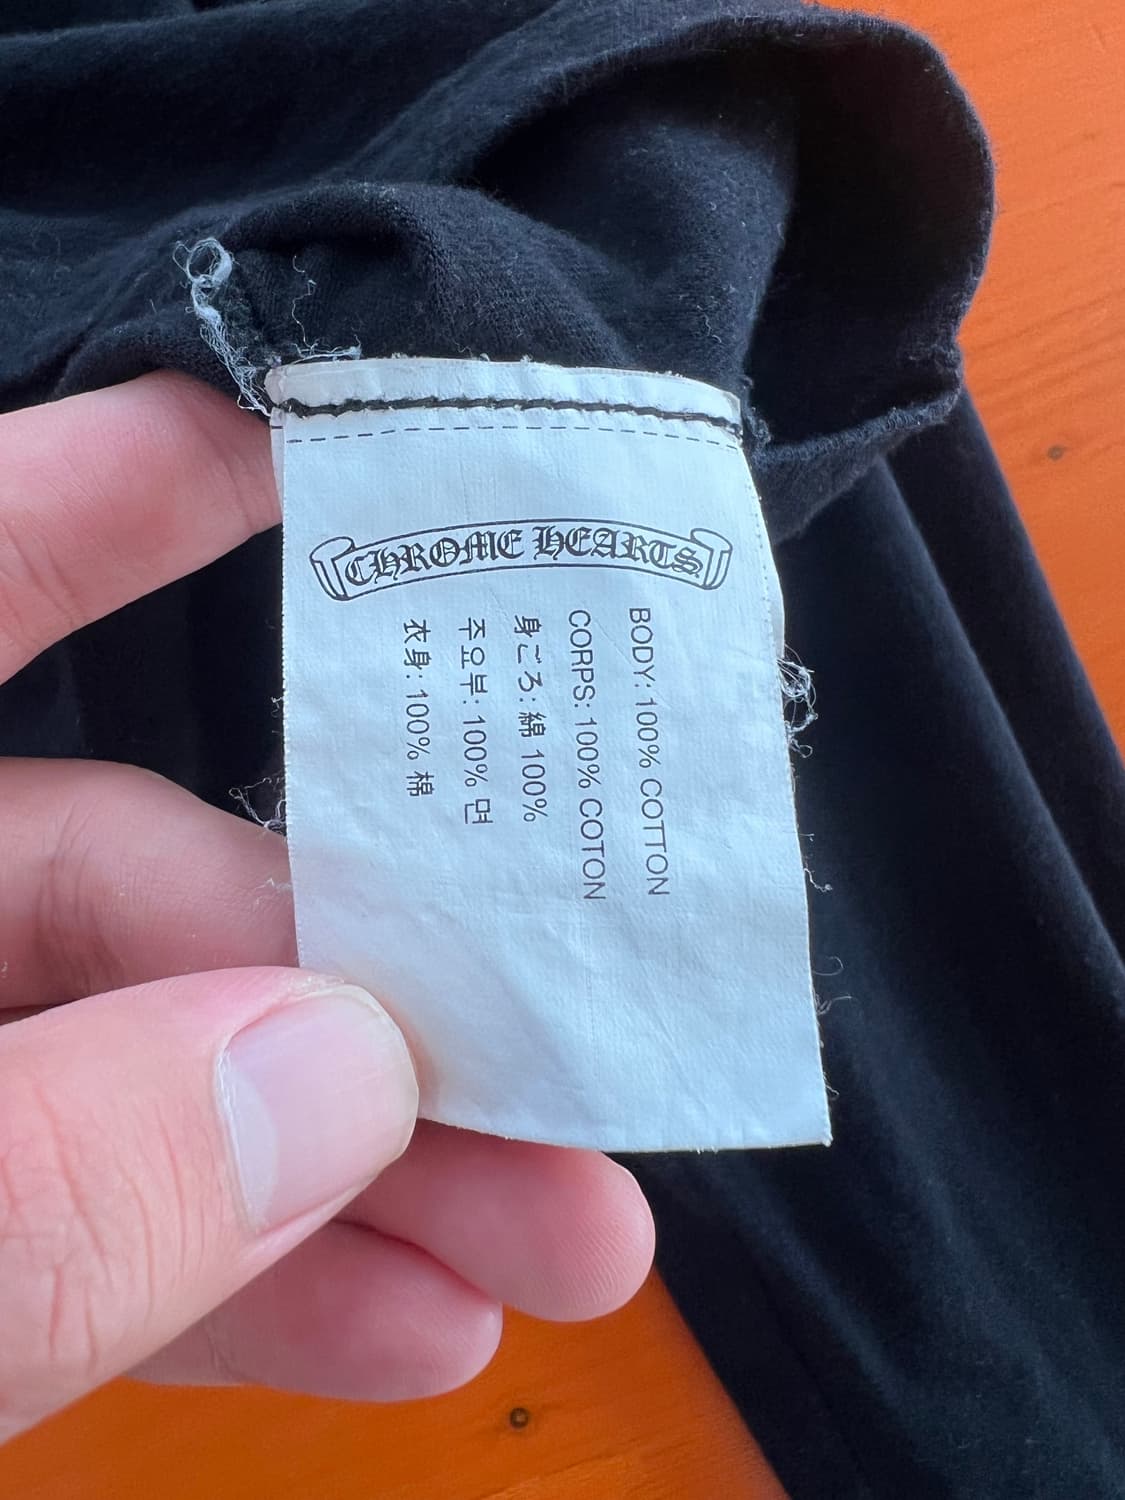 CHROME HEARTS
BODY: 100% COTTON
CORPS: 100% COTON
身ごろ: 綿 100%
주요부: 100% 면
衣身: 100% 棉